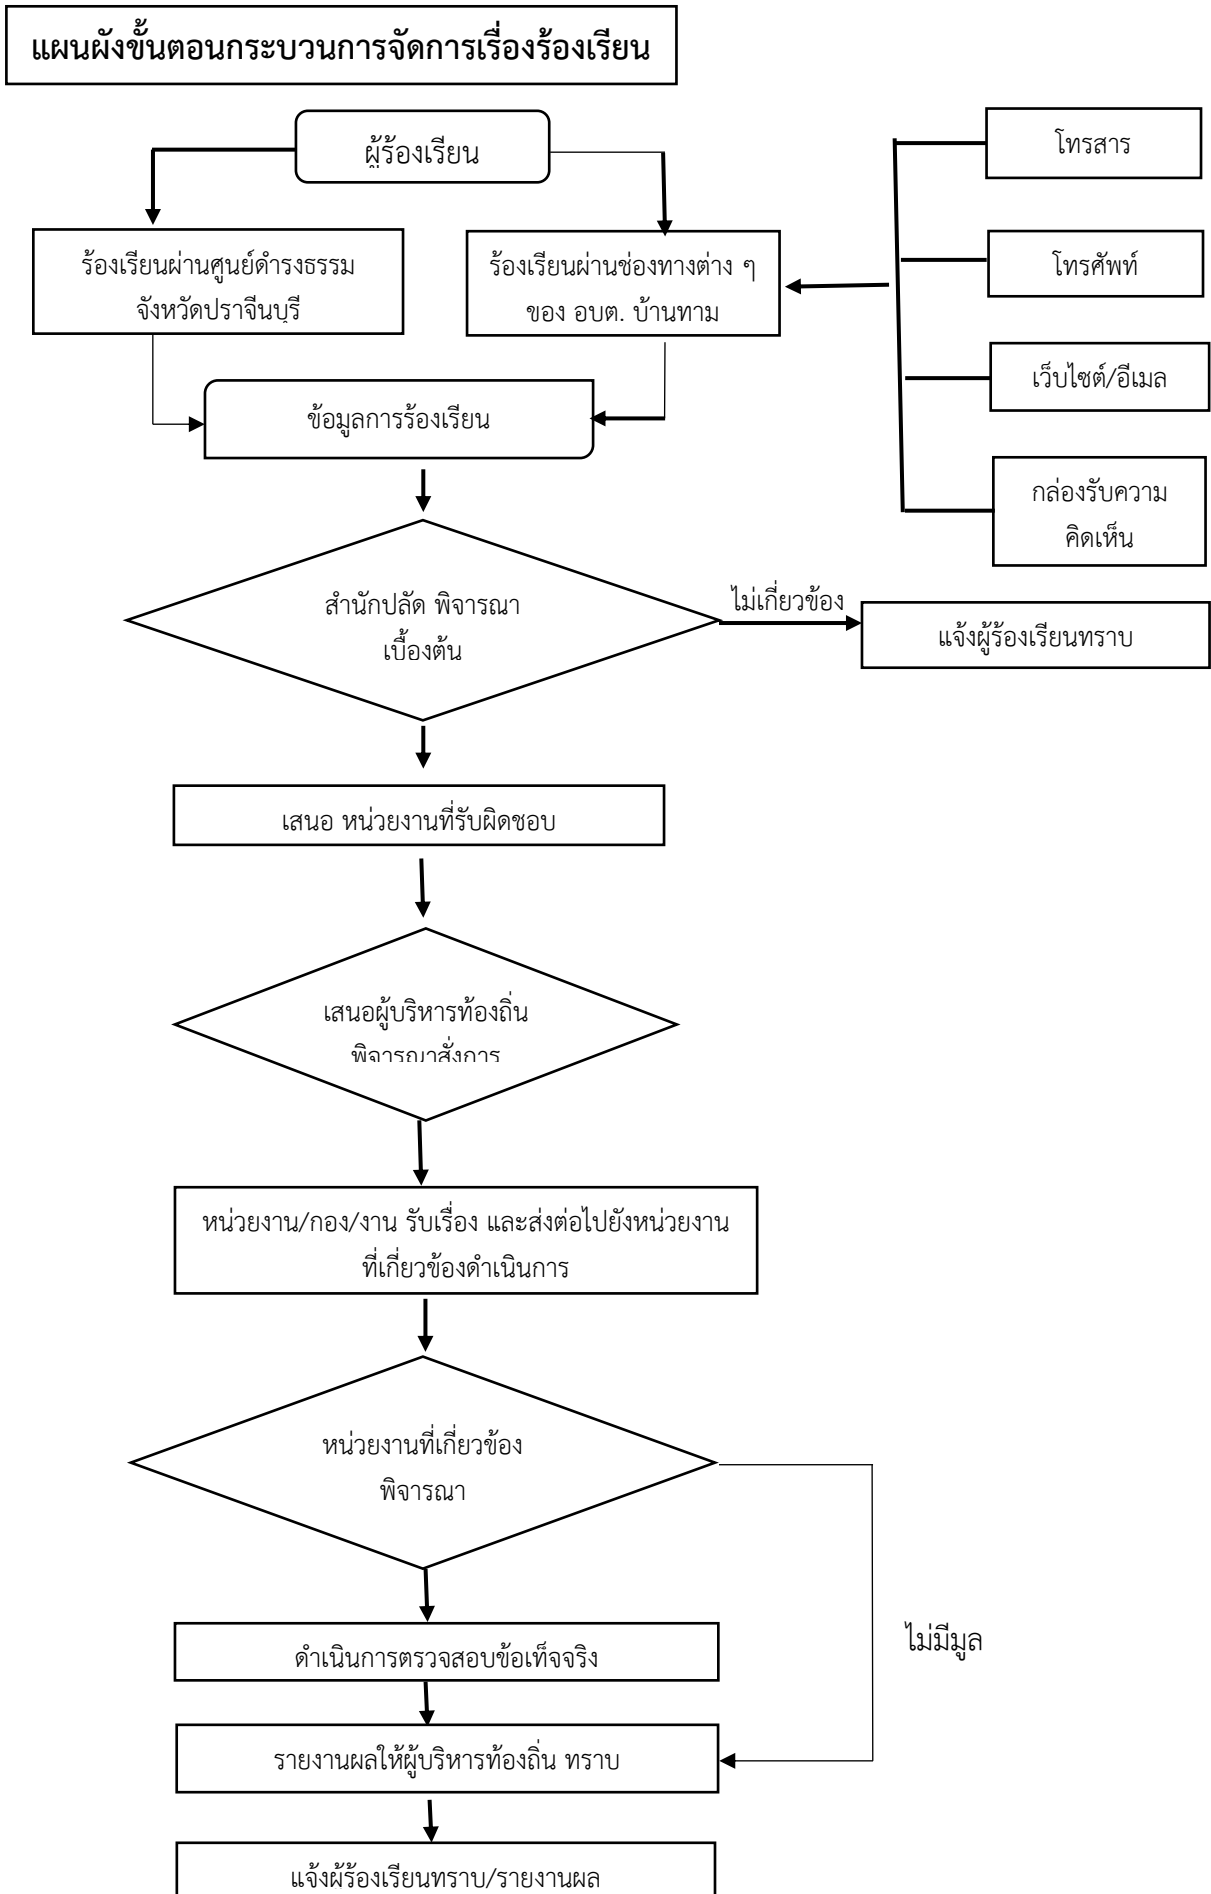 แผนผังขั้นตอนกระบวนการจัดการเรื่องร้องเรียน
ผู้ร้องเรียน
โทรสาร
ร้องเรียนผ่านศูนย์ดำรงธรรม
จังหวัดปราจีนบุรี
ร้องเรียนผ่านช่องทางต่าง ๆ
ของ อบต. บ้านทาม
โทรศัพท์
เว็บไซต์/อีเมล
ข้อมูลการร้องเรียน
กล่องรับความ
คิดเห็น
สำนักปลัด พิจารณา
เบื้องต้น
ไม่เกี่ยวข้อง
แจ้งผู้ร้องเรียนทราบ
เสนอ หน่วยงานที่รับผิดชอบ
เสนอผู้บริหารท้องถิ่น
พิจารณาสั่งการ
หน่วยงาน/กอง/งาน รับเรื่อง และส่งต่อไปยังหน่วยงาน
ที่เกี่ยวข้องดำเนินการ
หน่วยงานที่เกี่ยวข้อง
พิจารณา
ดำเนินการตรวจสอบข้อเท็จจริง
ไม่มีมูล
รายงานผลให้ผู้บริหารท้องถิ่น ทราบ
แจ้งผู้ร้องเรียนทราบ/รายงานผล